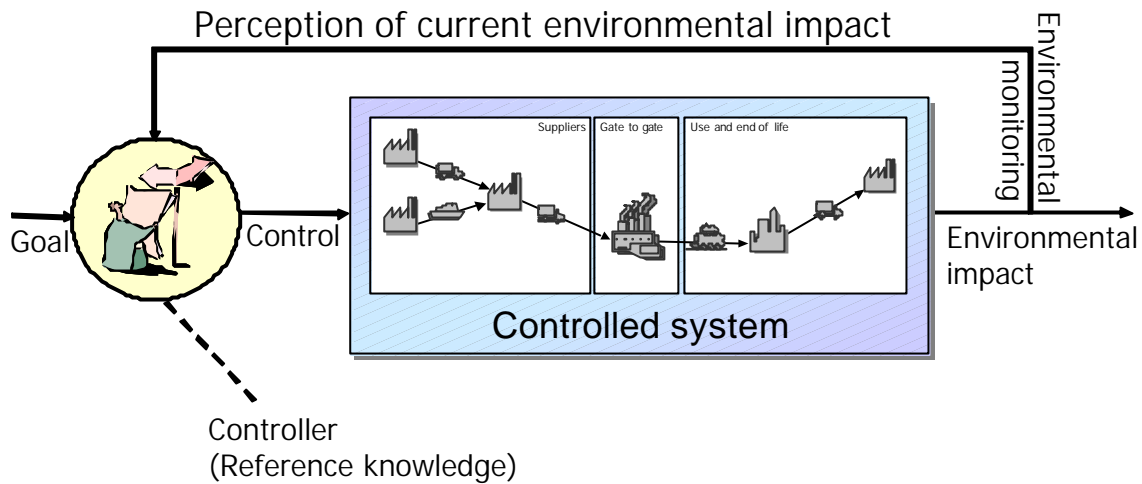 Perception of current environmental impact
Environmental
monitoring
Suppliers
Gate to gate
Use and end of life
Goal
Control
Environmental
impact
Controlled system
Controller
(Reference knowledge)